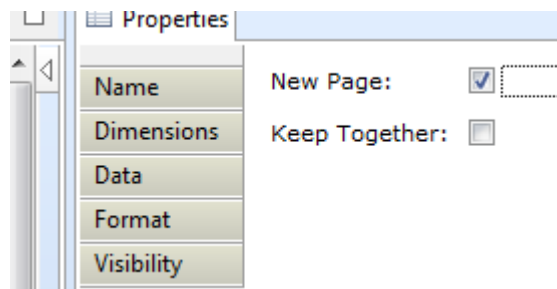 Properties
Name
Dimensions
Data
Format
Visibility
New Page:
Keep Together: